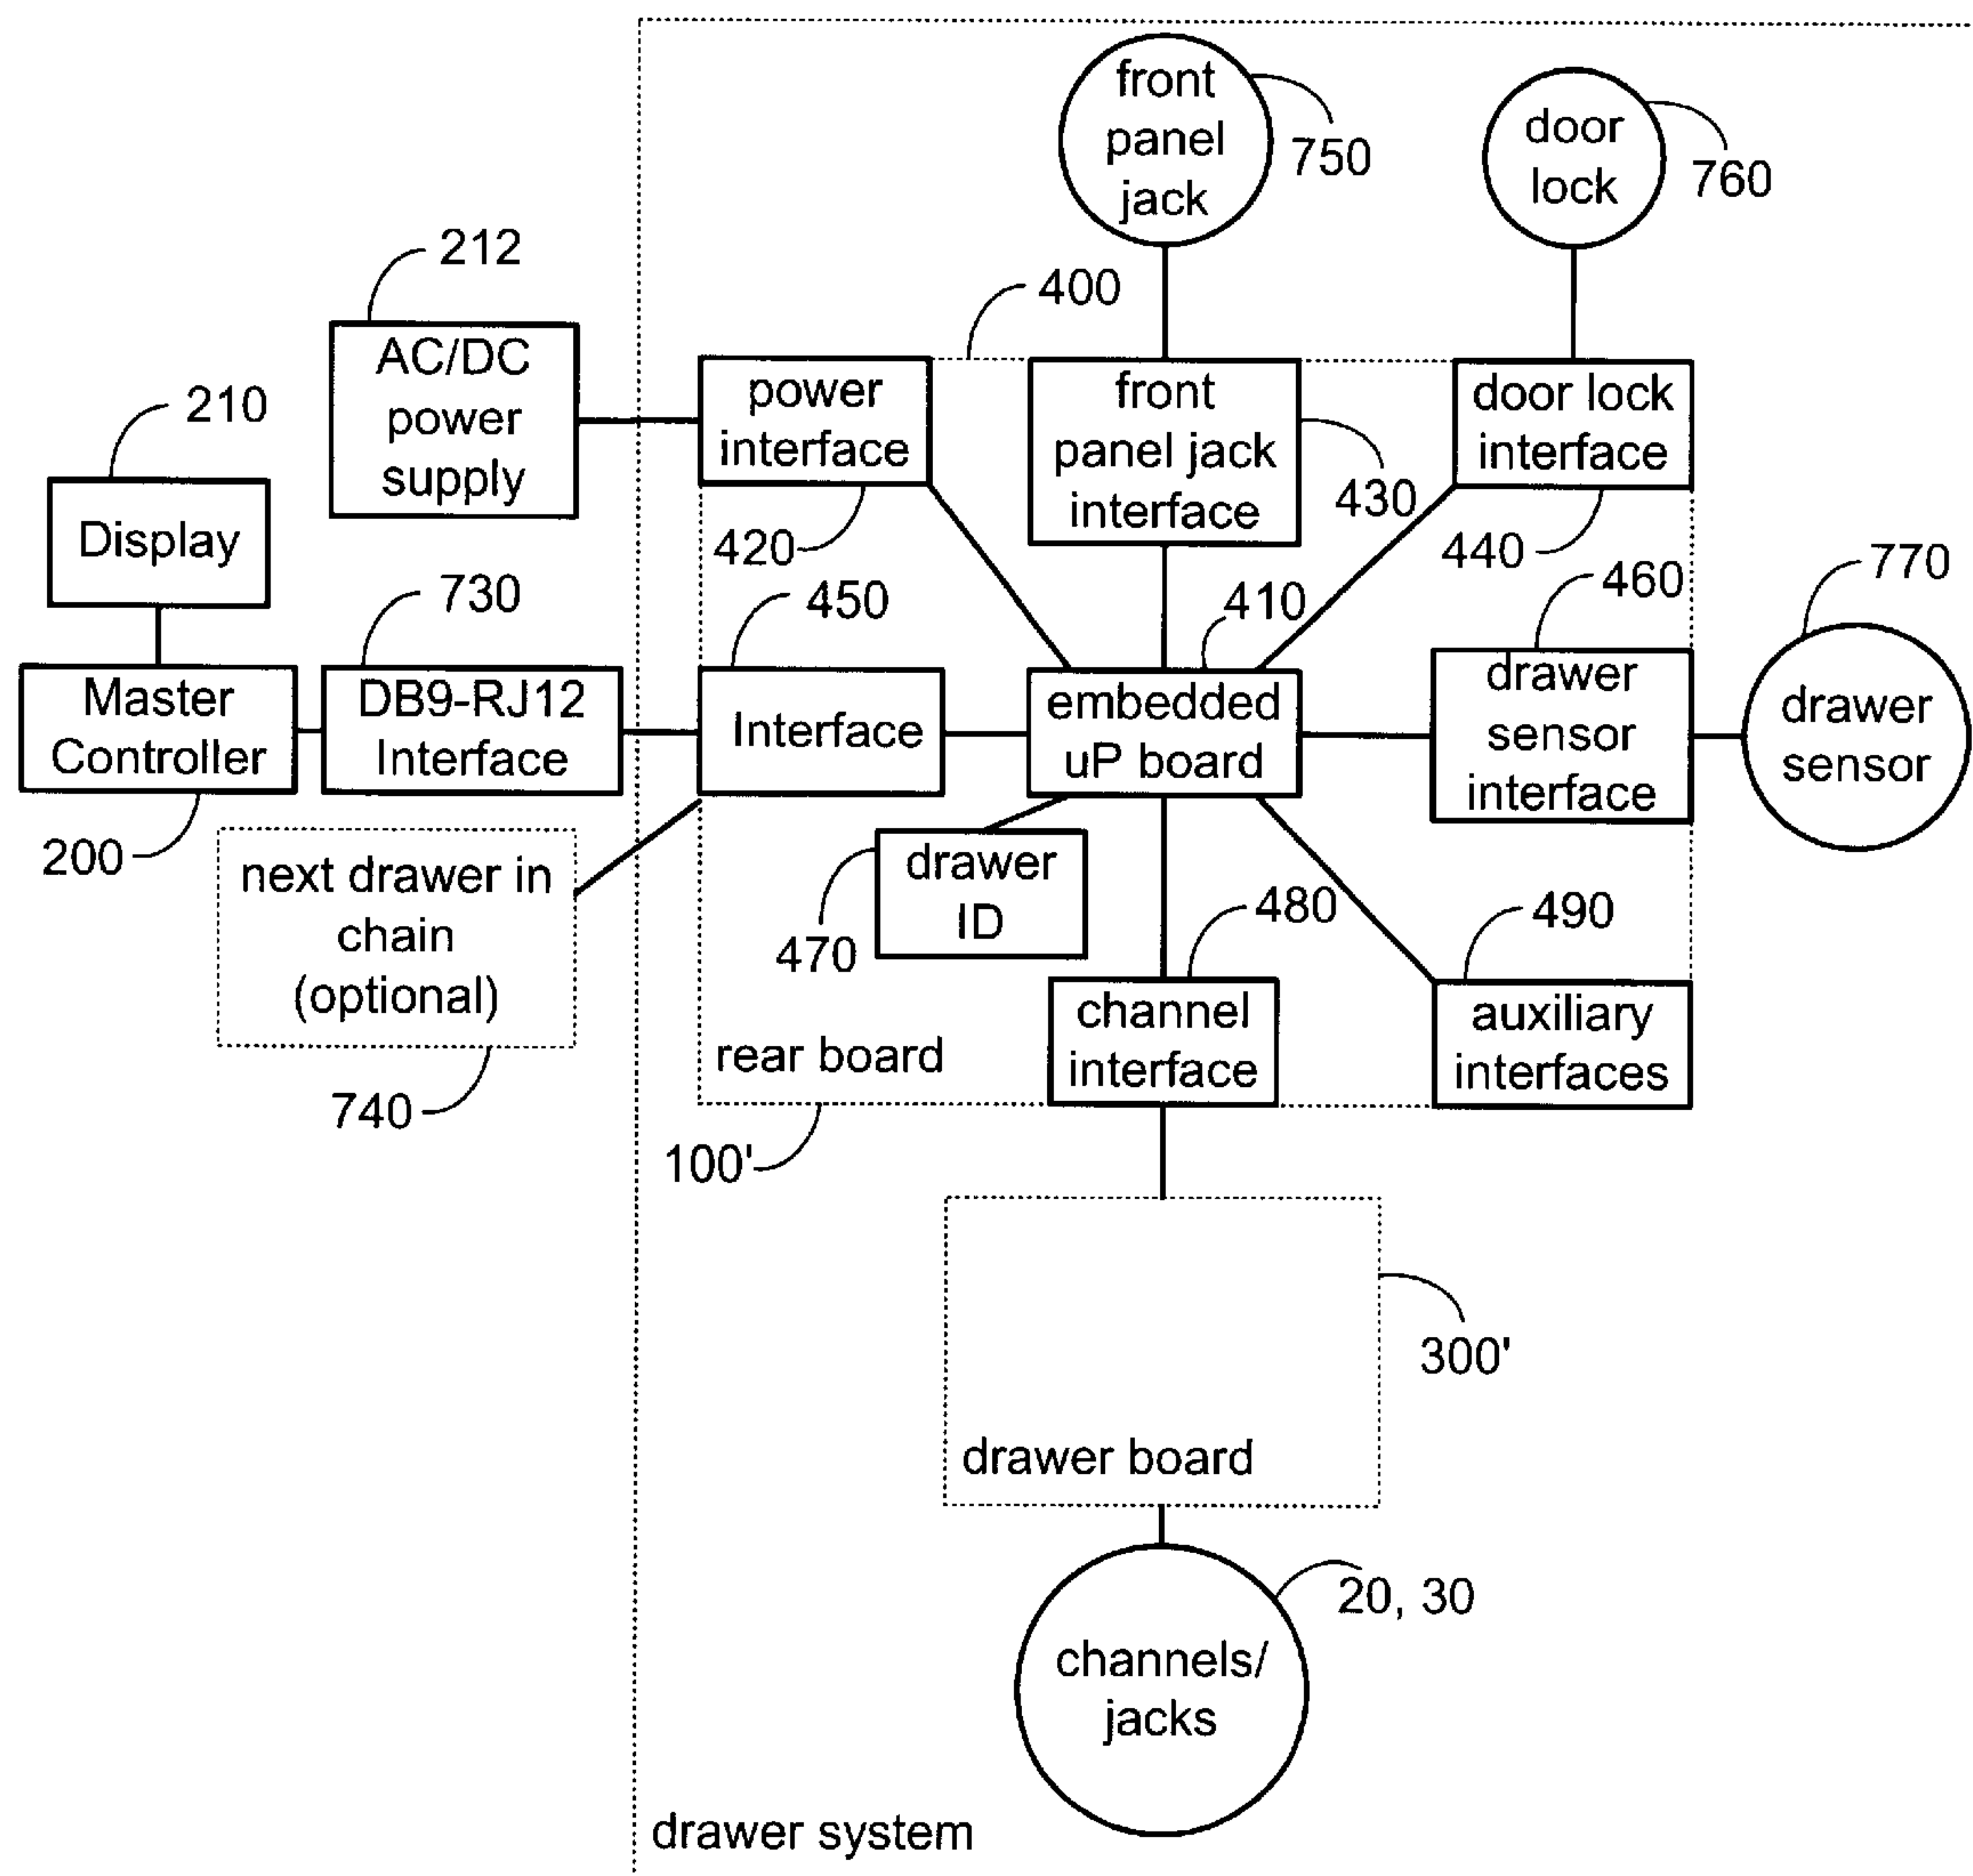 front
panel
jack
750
door
lock
760
212
400
AC/DC
power
supply
power
interface
420
front
panel jack
interface
430
door lock
interface
440
210
Display
730
450
410
460
770
Master
Controller
200
DB9-RJ12
Interface
Interface
embedded
uP board
drawer
sensor
interface
drawer
sensor
next drawer in
chain
(optional)
740
drawer
ID
470
480
490
channel
interface
auxiliary
interfaces
rear board
100'
300'
drawer board
20, 30
channels/
jacks
drawer system